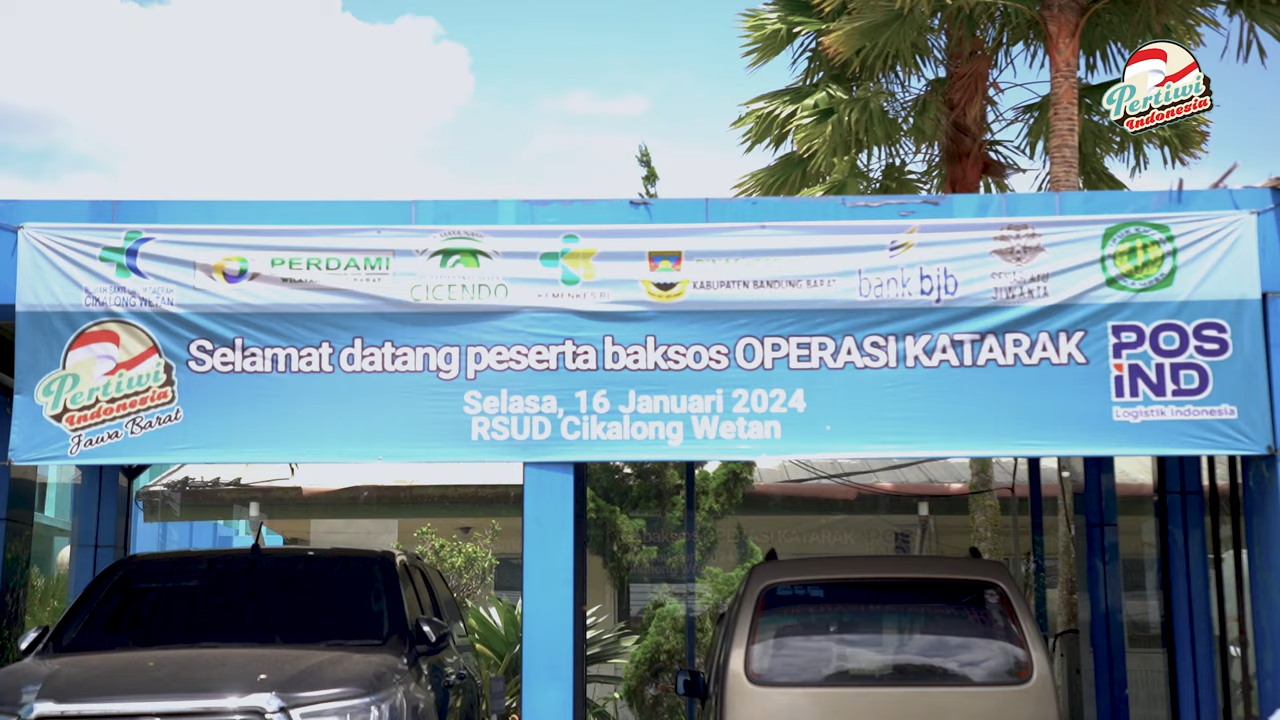 Pertiwi
Indonesia
CIKALONG WETAN
PERDAMI
CICENDO
KEMENKES RI
KABUPATEN BANDUNG BARAT
bank bjb
JIWANTA
Pertiwi
Indonesia
Jawa Barat
Selamat datang peserta baksos OPERASI KATARAK
Selasa, 16 Januari 2024
RSUD Cikalong Wetan
POS
IND
Logistik Indonesia